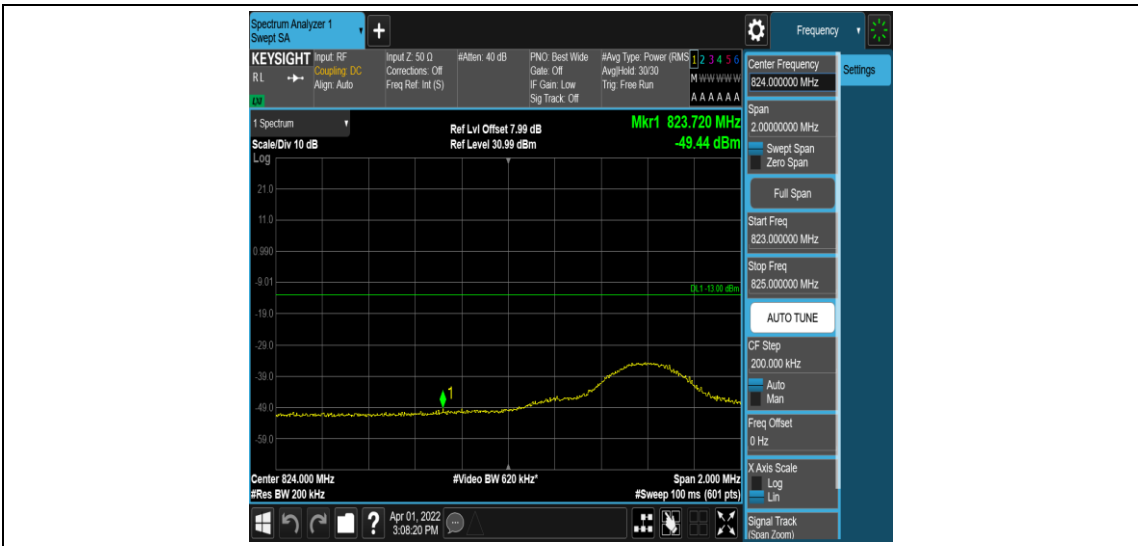 Spectrum Analyzer 1
Swept SA
+
Frequency
KEYSIGHT
RL
LXI
Input: RF
Coupling: DC
Align: Auto
Input Z: 50 Ω
Corrections: Off
Freq Ref: Int (S)
#Atten: 40 dB
PNO: Best Wide
Gate: Off
IF Gain: Low
Sig Track: Off
#Avg Type: Power (RMS
Avg|Hold: 30/30
Trig: Free Run
1 2 3 4 5 6
M W W W W W
A A A A A A
1 Spectrum
Scale/Div 10 dB
Ref Lvl Offset 7.99 dB
Ref Level 30.99 dBm
Mkr1 823.720 MHz
-49.44 dBm
Log
21.0
11.0
0.990
-9.01
DL1 -13.00 dBm
-19.0
-29.0
-39.0
1
-49.0
-59.0
Center 824.000 MHz
#Video BW 620 kHz*
Span 2.000 MHz
#Res BW 200 kHz
#Sweep 100 ms (601 pts)
?
Apr 01, 2022
3:08:20 PM
Center Frequency
824.000000 MHz
Settings
Span
2.00000000 MHz
Swept Span
Zero Span
Full Span
Start Freq
823.000000 MHz
Stop Freq
825.000000 MHz
AUTO TUNE
CF Step
200.000 kHz
Auto
Man
Freq Offset
0 Hz
X Axis Scale
Log
Lin
Signal Track
(Span Zoom)